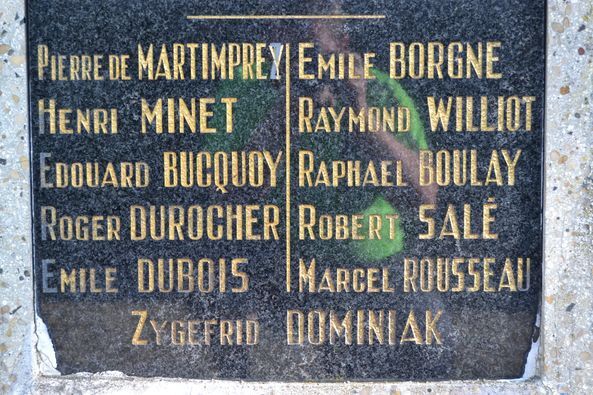 Pierre de MARTIMPREY
Henri MINET
Edouard BUCQUOY
Roger DUROCHER
Emile DUBOIS
Emile BORGNE
Raymond WILLIOT
Raphael BOULAY
Robert SALÉ
Marcel ROUSSEAU
Zygefrid DOMINIAK